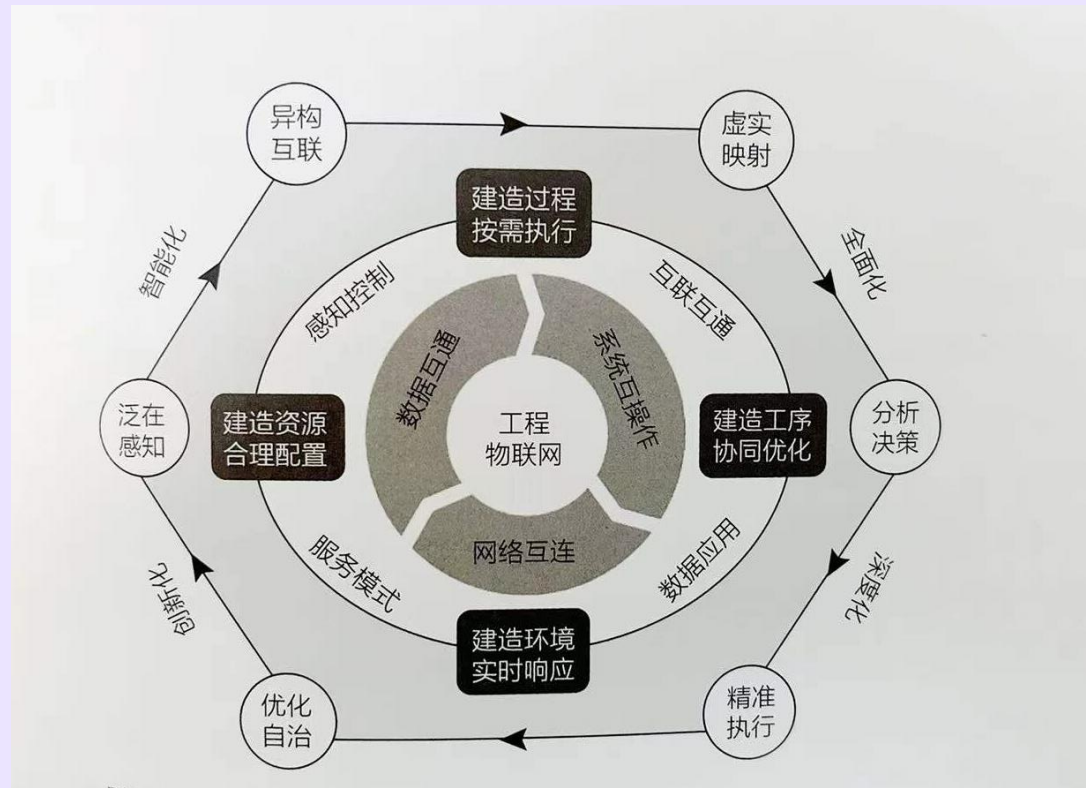 异构
互联
虚实
映射
建造过程
按需执行
智能化
感知控制
互联互通
全面化
数据互通
系统互操作
泛在
感知
建造资源
合理配置
工程
物联网
建造工序
协同优化
分析
决策
网络互连
服务模式
数据应用
创新化
深度化
建造环境
实时响应
优化
自治
精准
执行